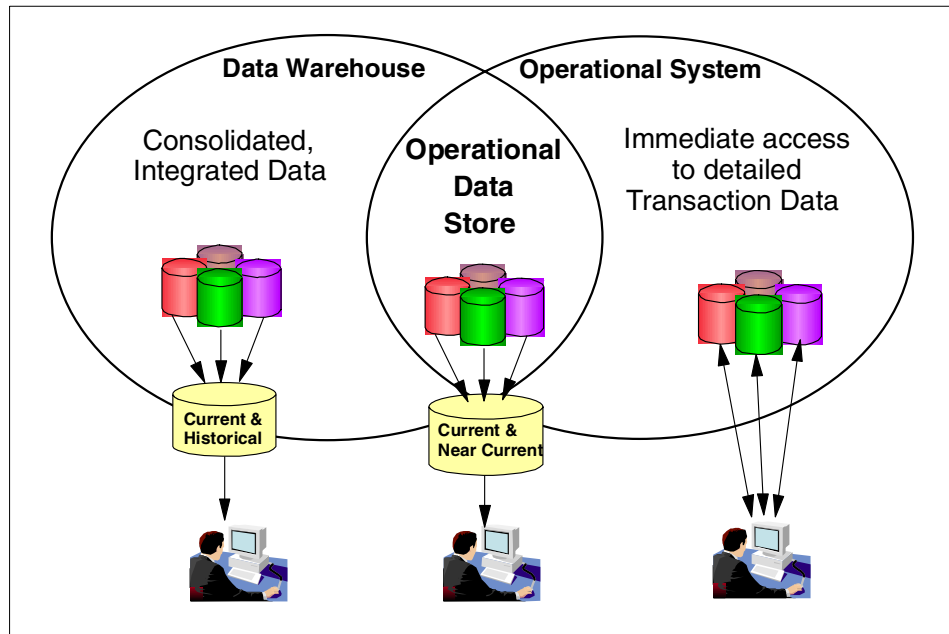 Data Warehouse
Operational System
Consolidated,
Integrated Data
Operational
Data
Store
Immediate access
to detailed
Transaction Data
Current &
Historical
Current &
Near Current